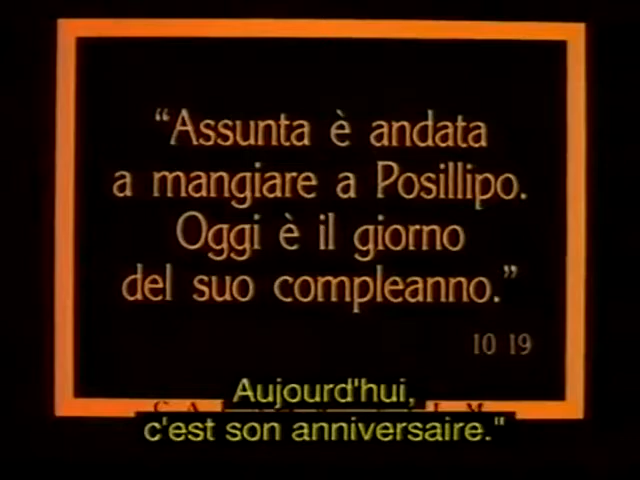 “Assunta è andata
a mangiare a Posillipo.
Oggi è il giorno
del suo compleanno.”
10 19
Aujourd'hui,
c'est son anniversaire."